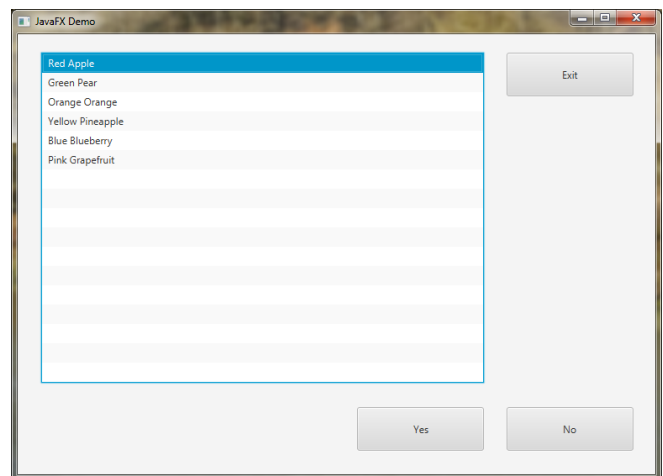 JavaFX Demo
Red Apple
Green Pear
Orange Orange
Yellow Pineapple
Blue Blueberry
Pink Grapefruit
Exit
Yes
No